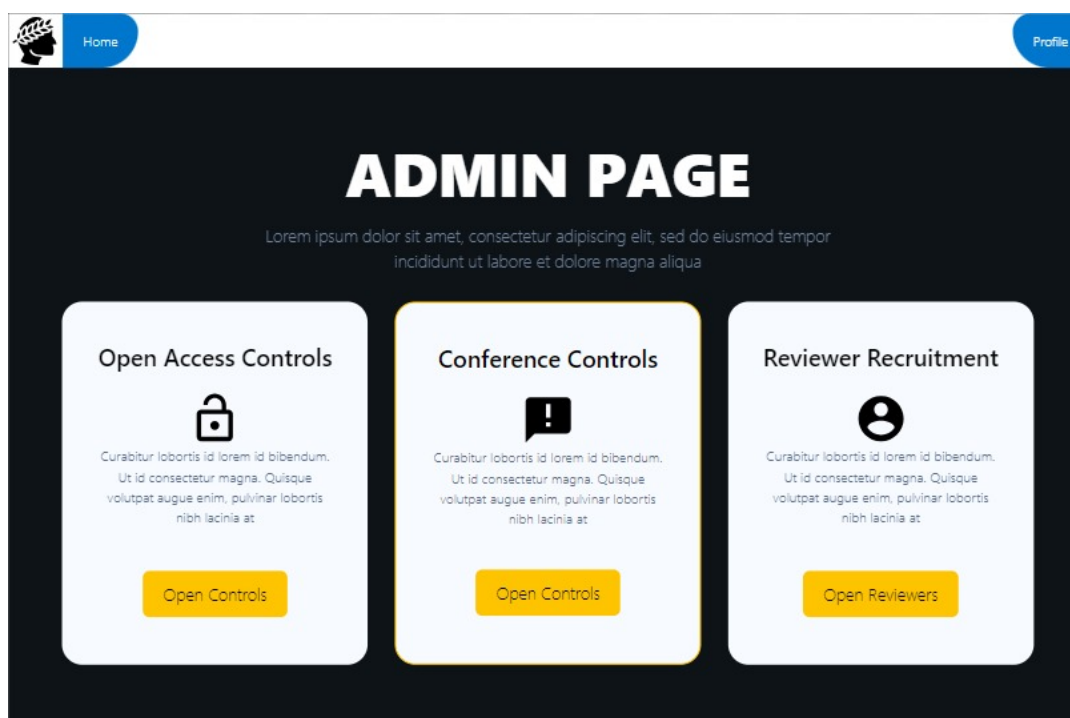 Home
Profile
ADMIN PAGE
Lorem ipsum dolor sit amet, consectetur adipiscing elit, sed do eiusmod tempor
incididunt ut labore et dolore magna aliqua
Open Access Controls
Curabitur lobortis id lorem id bibendum.
Ut id consectetur magna. Quisque
volutpat augue enim, pulvinar lobortis
nibh lacinia at
Open Controls
Conference Controls
Curabitur lobortis id lorem id bibendum.
Ut id consectetur magna. Quisque
volutpat augue enim, pulvinar lobortis
nibh lacinia at
Open Controls
Reviewer Recruitment
Curabitur lobortis id lorem id bibendum.
Ut id consectetur magna. Quisque
volutpat augue enim, pulvinar lobortis
nibh lacinia at
Open Reviewers